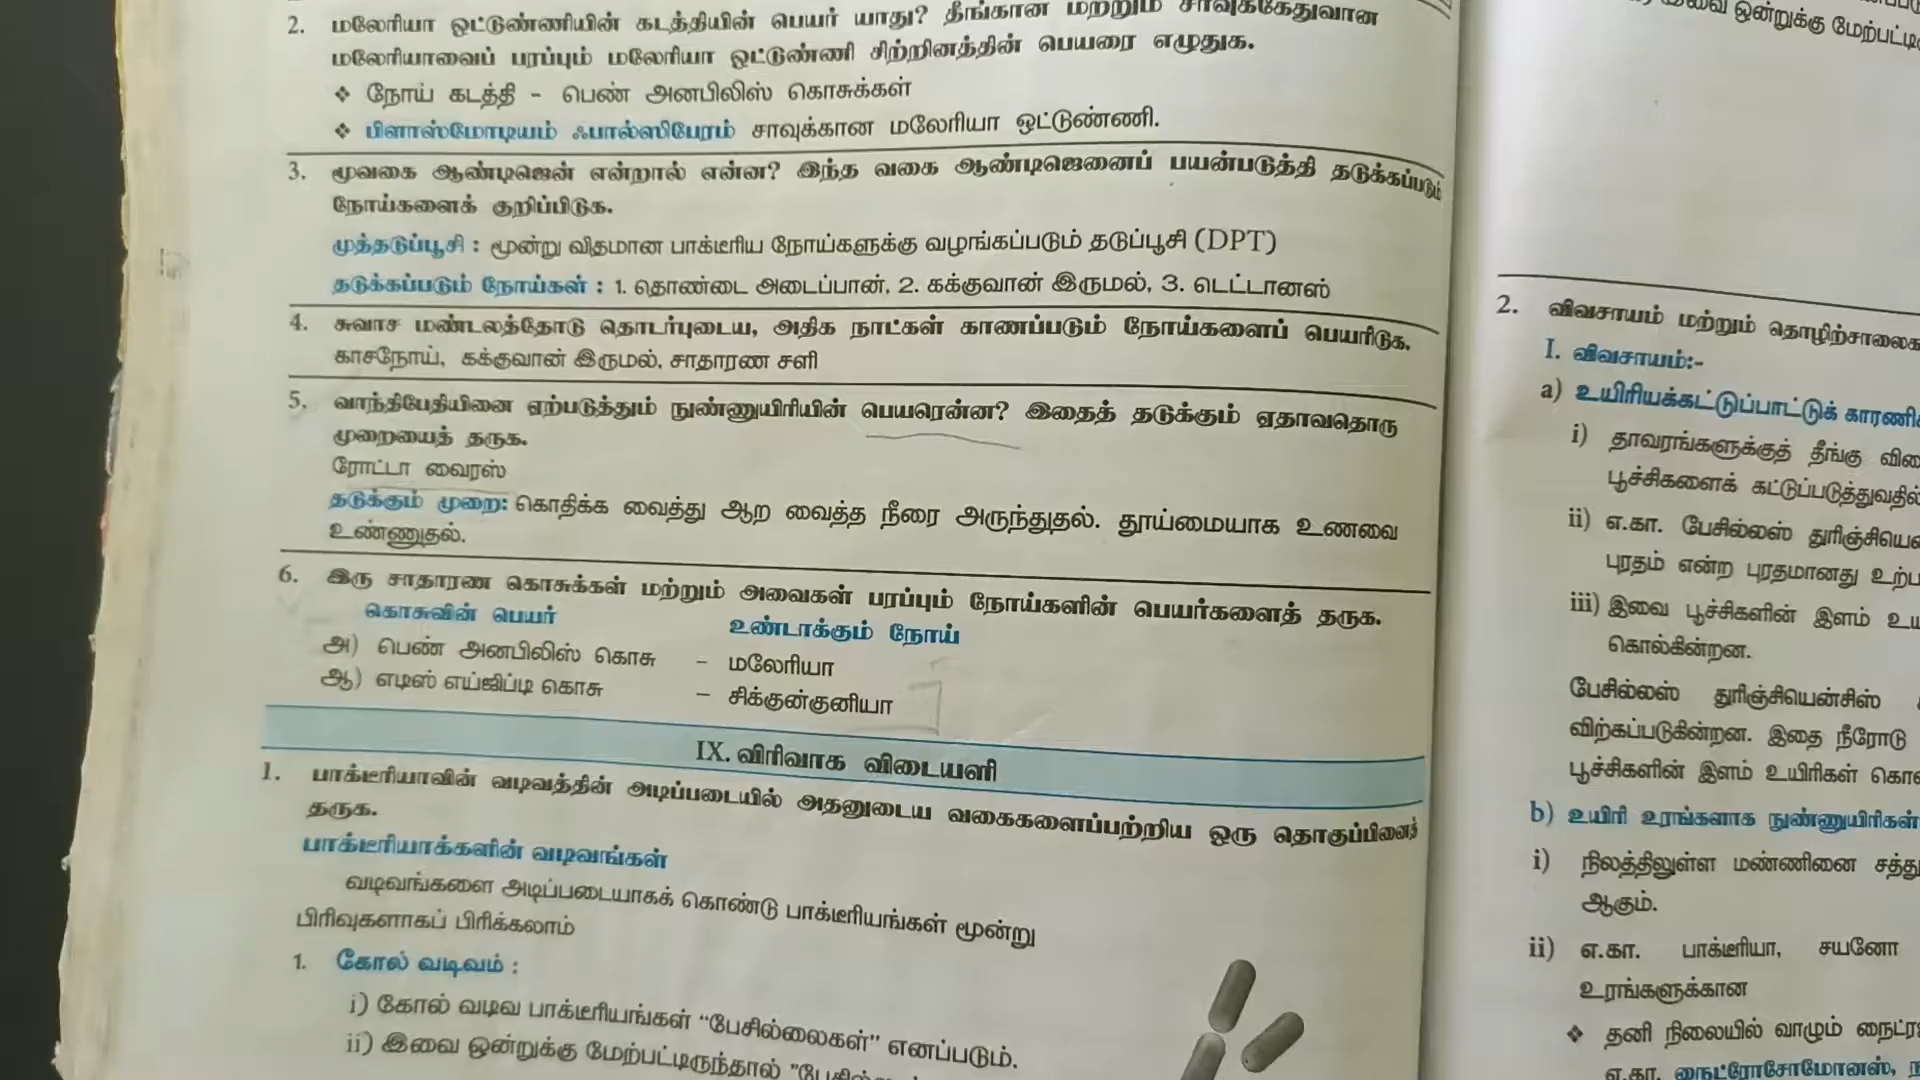 2. மலேரியா ஒட்டுண்ணியின் கடத்தியின் பெயர் யாது? தீங்கான மற்றும் சாவுக்கேதுவான
மலேரியாவைப் பரப்பும் மலேரியா ஒட்டுண்ணி சிற்றினத்தின் பெயரை எழுதுக.
❖ நோய் கடத்தி - பெண் அனபிலிஸ் கொசுக்கள்
❖ பிளாஸ்மோடியம் ஃபால்ஸிபேரம் சாவுக்கான மலேரியா ஒட்டுண்ணி.
3. மூவகை ஆண்டிஜென் என்றால் என்ன? இந்த வகை ஆண்டிஜெனைப் பயன்படுத்தி தடுக்கப்படும்
நோய்களைக் குறிப்பிடுக.
முத்தடுப்பூசி : மூன்று விதமான பாக்டீரிய நோய்களுக்கு வழங்கப்படும் தடுப்பூசி (DPT)
தடுக்கப்படும் நோய்கள் : 1. தொண்டை அடைப்பான், 2. கக்குவான் இருமல், 3. டெட்டானஸ்
4. சுவாச மண்டலத்தோடு தொடர்புடைய, அதிக நாட்கள் காணப்படும் நோய்களைப் பெயரிடுக.
காசநோய், கக்குவான் இருமல், சாதாரண சளி
5. வாந்திபேதியினை ஏற்படுத்தும் நுண்ணுயிரியின் பெயரென்ன? இதைத் தடுக்கும் ஏதாவதொரு
முறையைத் தருக.
ரோட்டா வைரஸ்
தடுக்கும் முறை: கொதிக்க வைத்து ஆற வைத்த நீரை அருந்துதல். தூய்மையாக உணவை
உண்ணுதல்.
6. இரு சாதாரண கொசுக்கள் மற்றும் அவைகள் பரப்பும் நோய்களின் பெயர்களைத் தருக.
கொசுவின் பெயர் உண்டாக்கும் நோய்
அ) பெண் அனபிலிஸ் கொசு - மலேரியா
ஆ) எடிஸ் எய்ஜிப்டி கொசு - சிக்குன்குனியா
IX. விரிவாக விடையளி
1. பாக்டீரியாவின் வடிவத்தின் அடிப்படையில் அதனுடைய வகைகளைப்பற்றிய ஒரு தொகுப்பினைத்
தருக.
பாக்டீரியாக்களின் வடிவங்கள்
வடிவங்களை அடிப்படையாகக் கொண்டு பாக்டீரியங்கள் மூன்று
பிரிவுகளாகப் பிரிக்கலாம்
1. கோல் வடிவம் :
i) கோல் வடிவ பாக்டீரியங்கள் “பேசில்லைகள்” எனப்படும்.
ii) இவை ஒன்றுக்கு மேற்பட்டிருந்தால்
இவை ஒன்றுக்கு
2. விவசாயம் மற்றும்
I. விவசாயம்:-
a) உயிரியக்கட்டுப்பாட்டுக்
i) தாவரங்களுக்குத் தீங்கு
பூச்சிகளைக்
ii) எ.கா. பேசில்லஸ்
புரதம் என்ற புரதமானது
iii) இவை பூச்சிகளின் இளம்
கொல்கின்றன.
பேசில்லஸ் துரிஞ்சியென்சிஸ்
விற்கப்படுகின்றன. இதை நீரோடு
பூச்சிகளின் இளம் உயிரிகள்
b) உயிரி உரங்களாக நுண்ணுயிரிகள்
i) நிலத்திலுள்ள மண்ணினை
ஆகும்.
ii) எ.கா. பாக்டீரியா, சயனோ
உரங்களுக்கான
❖ தனி நிலையில் வாழும்
எ.கா. நைட்ரோசோமோனஸ்,